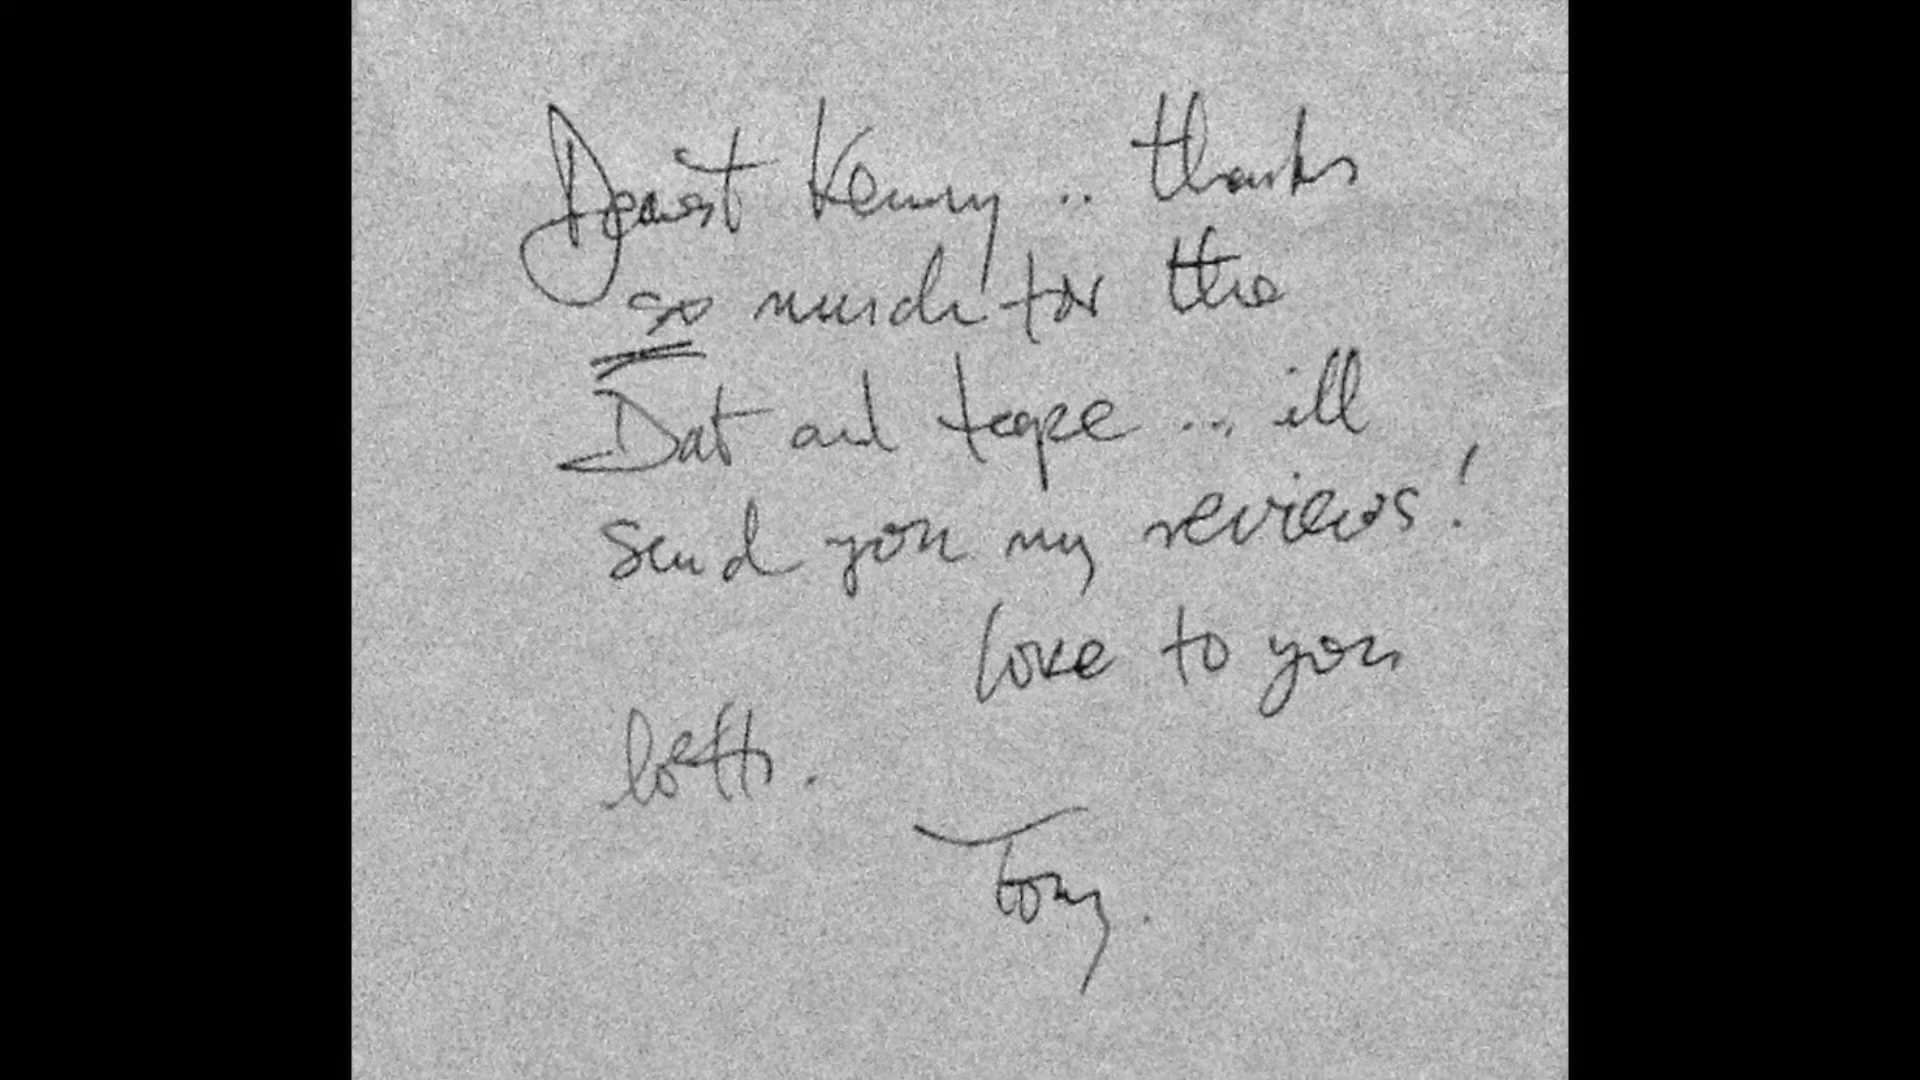 Dearest Kenny .. thanks
so much for the
Dat and tape ... ill
send you my reviews!
love to you
both.
Tony.